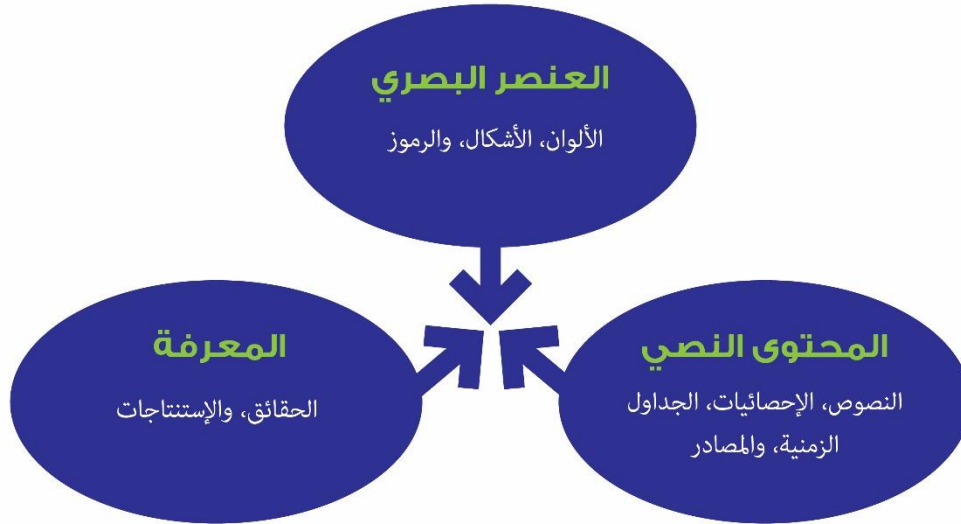 العنصر البصري
الألوان، الأشكال، والرموز
المحتوى النصي
النصوص، الإحصائيات، الجداول
الزمنية، والمصادر
المعرفة
الحقائق، والإستنتاجات